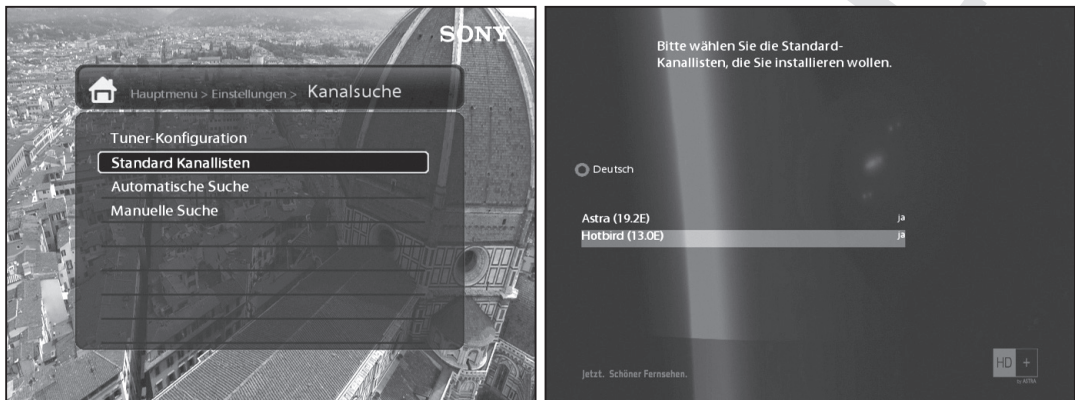 SONY
Hauptmenü > Einstellungen > Kanalsuche
Tuner-Konfiguration
Standard Kanallisten
Automatische Suche
Manuelle Suche
Bitte wählen Sie die Standard-
Kanallisten, die Sie installieren wollen.
Deutsch
Astra (19.2E) ja
Hotbird (13.0E) ja
Jetzt. Schöner Fernsehen.
HD +
by ASTRA